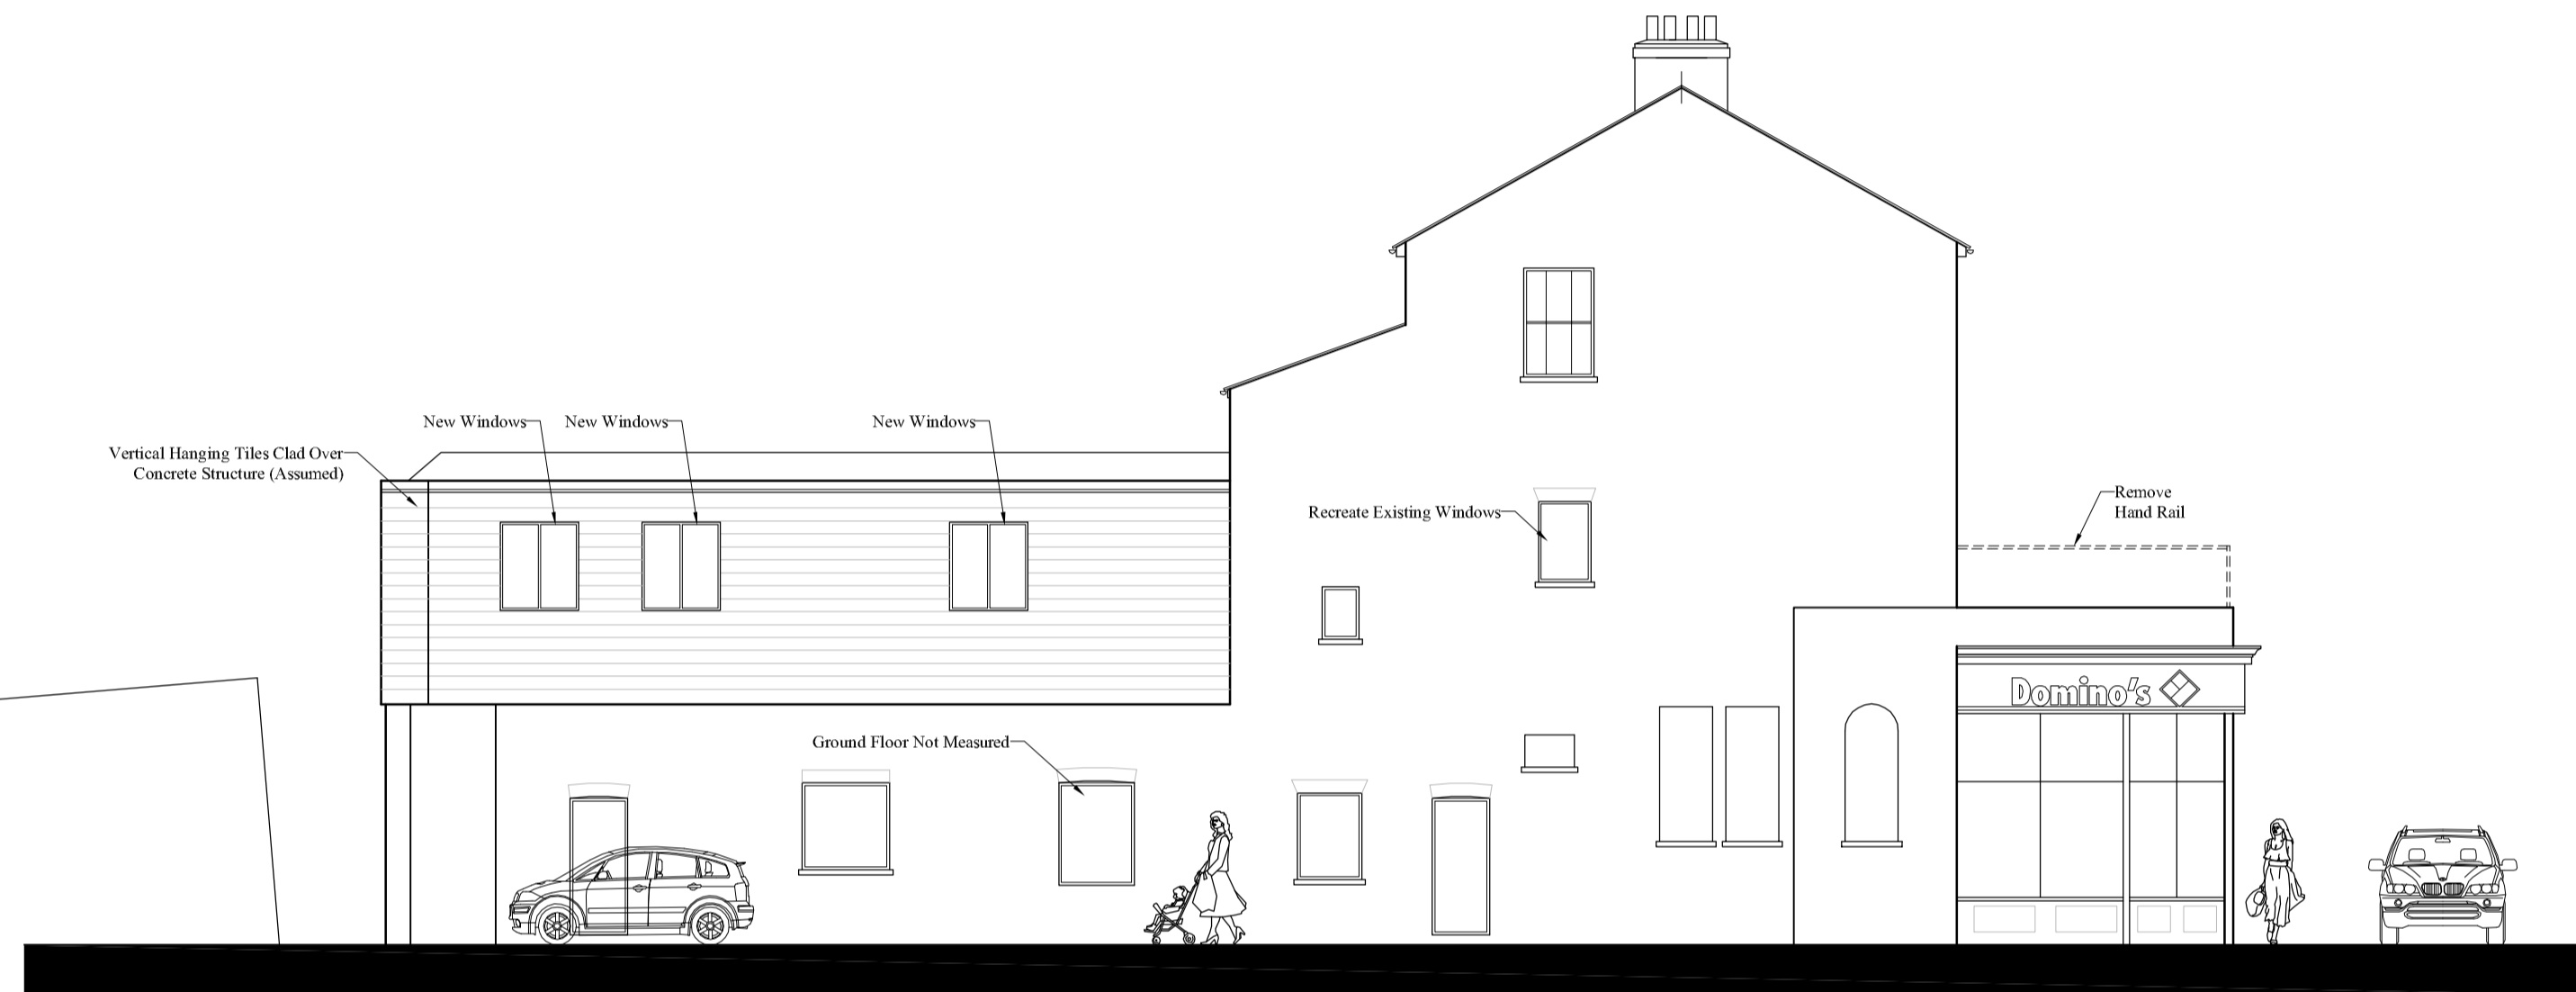 New Windows
New Windows
New Windows
Vertical Hanging Tiles Clad Over
Concrete Structure (Assumed)
Recreate Existing Windows
Remove
Hand Rail
Domino's
Ground Floor Not Measured